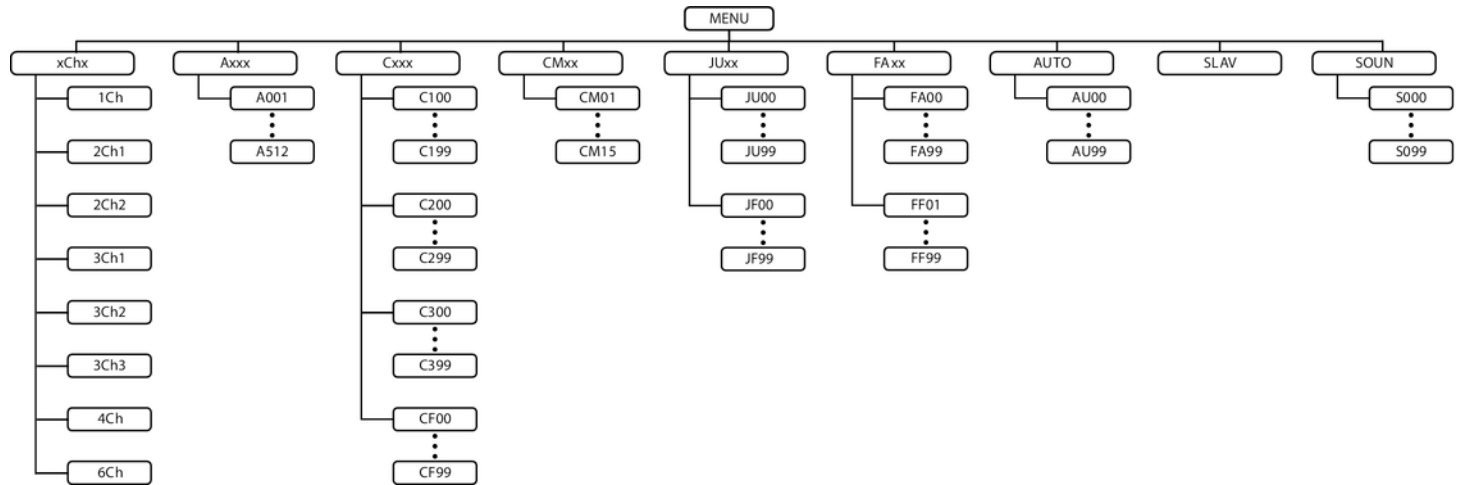 MENU
xChx
Axxx
Cxxx
CMxx
JUxx
FAxx
AUTO
SLAV
SOUN
1Ch
A001
C100
CM01
JU00
FA00
AU00
S000
2Ch1
A512
C199
CM15
JU99
FA99
AU99
S099
2Ch2
C200
JF00
FF01
3Ch1
C299
JF99
FF99
3Ch2
C300
3Ch3
C399
4Ch
CF00
6Ch
CF99